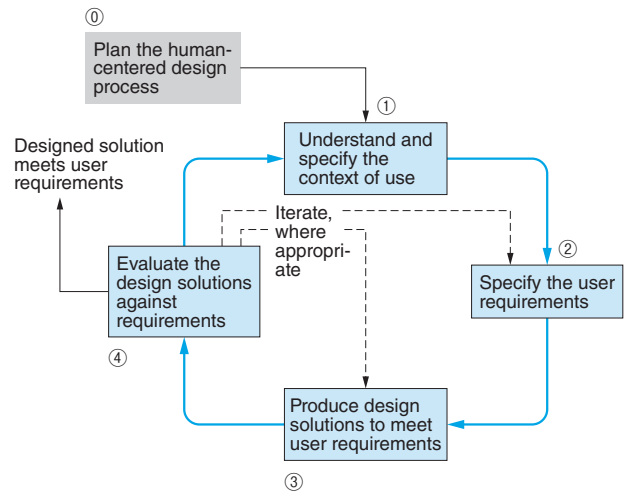 ⓪
Plan the human-
centered design
process
①
Understand and
specify the
context of use
Designed solution
meets user
requirements
Iterate,
where
appropri-
ate
②
Specify the user
requirements
Evaluate the
design solutions
against
requirements
④
Produce design
solutions to meet
user requirements
③